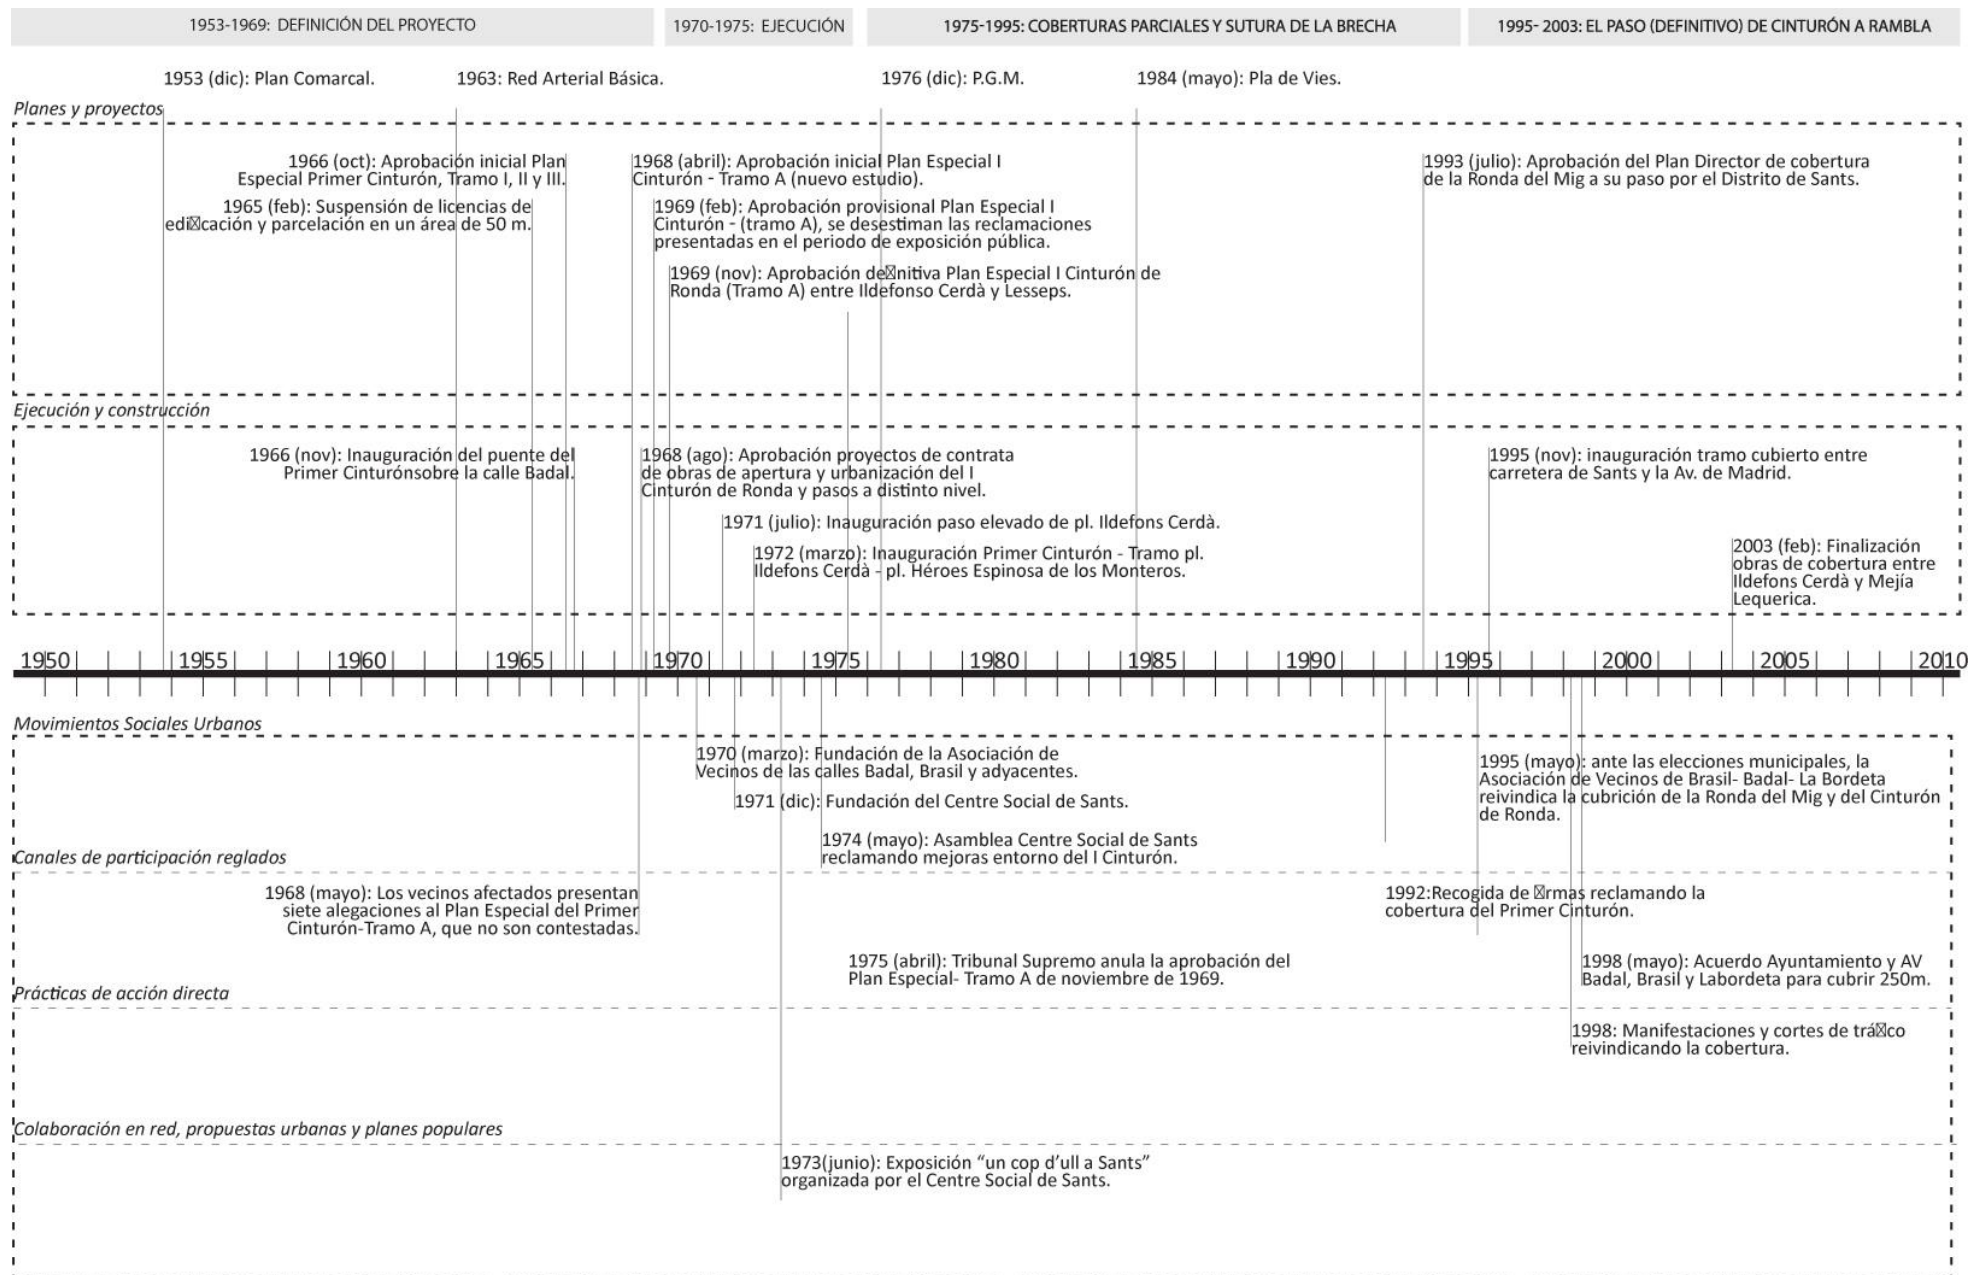 1953-1969: DEFINICIÓN DEL PROYECTO
1970-1975: EJECUCIÓN
1975-1995: COBERTURAS PARCIALES Y SUTURA DE LA BRECHA
1995- 2003: EL PASO (DEFINITIVO) DE CINTURÓN A RAMBLA
1953 (dic): Plan Comarcal.
1963: Red Arterial Básica.
1976 (dic): P.G.M.
1984 (mayo): Pla de Vies.
Planes y proyectos
1966 (oct): Aprobación inicial Plan
Especial Primer Cinturón, Tramo I, II y III.
1965 (feb): Suspensión de licencias de
edi☒cación y parcelación en un área de 50 m.
1968 (abril): Aprobación inicial Plan Especial I
Cinturón - Tramo A (nuevo estudio).
1969 (feb): Aprobación provisional Plan Especial I
Cinturón - (tramo A), se desestiman las reclamaciones
presentadas en el periodo de exposición pública.
1969 (nov): Aprobación de☒nitiva Plan Especial I Cinturón de
Ronda (Tramo A) entre Ildefonso Cerdà y Lesseps.
1993 (julio): Aprobación del Plan Director de cobertura
de la Ronda del Mig a su paso por el Distrito de Sants.
Ejecución y construcción
1966 (nov): Inauguración del puente del
Primer Cinturónsobre la calle Badal.
1968 (ago): Aprobación proyectos de contrata
de obras de apertura y urbanización del I
Cinturón de Ronda y pasos a distinto nivel.
1971 (julio): Inauguración paso elevado de pl. Ildefons Cerdà.
1972 (marzo): Inauguración Primer Cinturón - Tramo pl.
Ildefons Cerdà - pl. Héroes Espinosa de los Monteros.
1995 (nov): inauguración tramo cubierto entre
carretera de Sants y la Av. de Madrid.
2003 (feb): Finalización
obras de cobertura entre
Ildefons Cerdà y Mejía
Lequerica.
1950 1955 1960 1965 1970 1975 1980 1985 1990 1995 2000 2005 2010
Movimientos Sociales Urbanos
1970 (marzo): Fundación de la Asociación de
Vecinos de las calles Badal, Brasil y adyacentes.
1971 (dic): Fundación del Centre Social de Sants.
1974 (mayo): Asamblea Centre Social de Sants
reclamando mejoras entorno del I Cinturón.
1995 (mayo): ante las elecciones municipales, la
Asociación de Vecinos de Brasil- Badal- La Bordeta
reivindica la cubrición de la Ronda del Mig y del Cinturón
de Ronda.
Canales de participación reglados
1968 (mayo): Los vecinos afectados presentan
siete alegaciones al Plan Especial del Primer
Cinturón-Tramo A, que no son contestadas.
1992:Recogida de ☒rmas reclamando la
cobertura del Primer Cinturón.
1975 (abril): Tribunal Supremo anula la aprobación del
Plan Especial- Tramo A de noviembre de 1969.
1998 (mayo): Acuerdo Ayuntamiento y AV
Badal, Brasil y Labordeta para cubrir 250m.
Prácticas de acción directa
1998: Manifestaciones y cortes de trá☒co
reivindicando la cobertura.
Colaboración en red, propuestas urbanas y planes populares
1973(junio): Exposición “un cop d’ull a Sants”
organizada por el Centre Social de Sants.